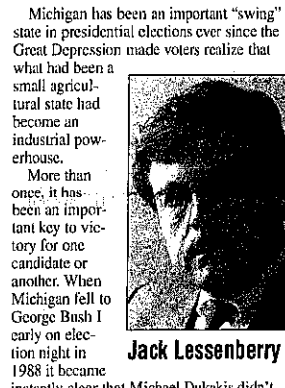 Michigan has been an important “swing”
state in presidential elections ever since the
Great Depression made voters realize that
what had been a
small agricul-
tural state had
become an
industrial pow-
erhouse.
More than
once, it has
been an impor-
tant key to vic-
tory for one
candidate or
another. When
Michigan fell to
George Bush I
early on elec-
tion night in
1988 it became
instantly clear that Michael Dukakis didn't
Jack Lessenberry